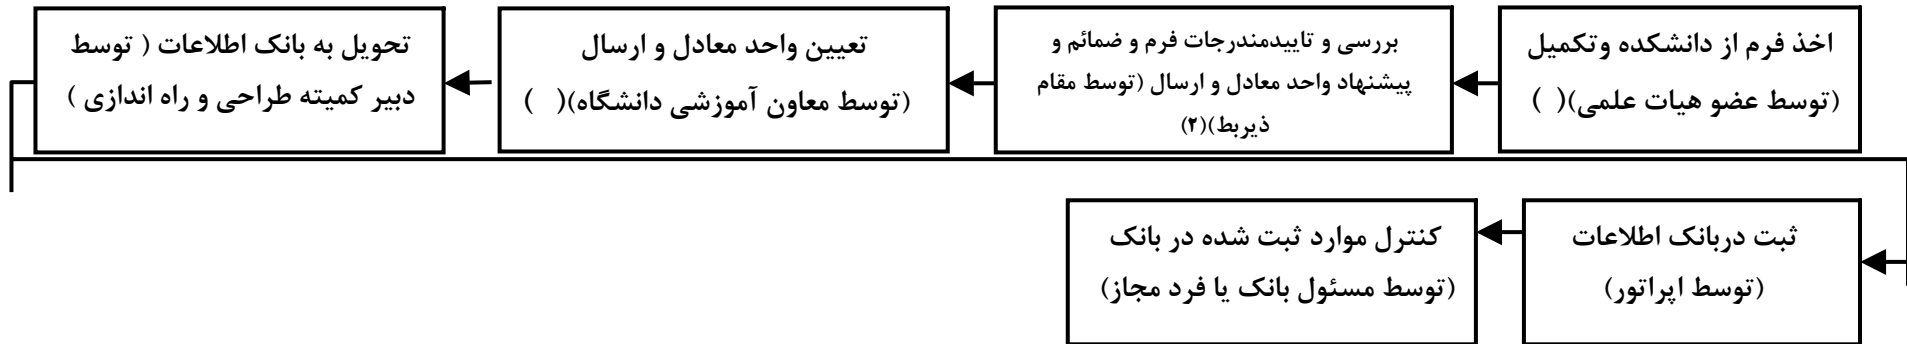 اخذ فرم از دانشکده وتکمیل
(توسط عضو هیات علمی)( )
بررسی و تاییدمندرجات فرم و ضمائم و
پیشنهاد واحد معادل و ارسال (توسط مقام
ذیربط)(۲)
تعیین واحد معادل و ارسال
(توسط معاون آموزشی دانشگاه)( )
تحویل به بانک اطلاعات ( توسط
دبیر کمیته طراحی و راه اندازی )
ثبت دربانک اطلاعات
(توسط اپراتور)
کنترل موارد ثبت شده در بانک
(توسط مسئول بانک یا فرد مجاز)